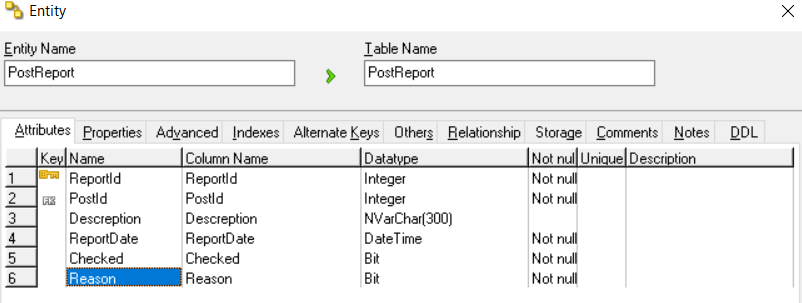 Entity
Entity Name Table Name
PostReport PostReport
Attributes Properties Advanced Indexes Alternate Keys Others Relationship Storage Comments Notes DDL
Key Name Column Name Datatype Not nul Unique Description
1 ReportId ReportId Integer Not null
2 PostId PostId Integer Not null
3 Descreption Descreption NVarChar(300)
4 ReportDate ReportDate DateTime Not null
5 Checked Checked Bit Not null
6 Reason Reason Bit Not null